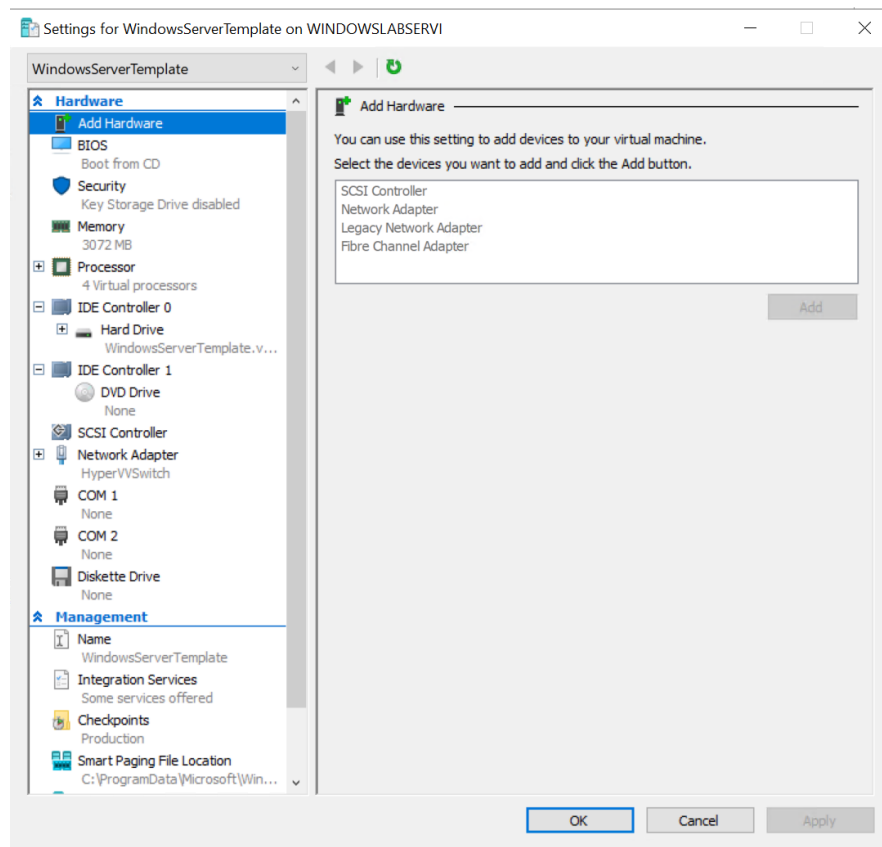 Settings for WindowsServerTemplate on WINDOWSLABSERVI
WindowsServerTemplate
Hardware
Add Hardware
BIOS
Boot from CD
Security
Key Storage Drive disabled
Memory
3072 MB
Processor
4 Virtual processors
IDE Controller 0
Hard Drive
WindowsServerTemplate.v...
IDE Controller 1
DVD Drive
None
SCSI Controller
Network Adapter
HyperVVSwitch
COM 1
None
COM 2
None
Diskette Drive
None
Management
Name
WindowsServerTemplate
Integration Services
Some services offered
Checkpoints
Production
Smart Paging File Location
C:\ProgramData\Microsoft\Win...
Add Hardware
You can use this setting to add devices to your virtual machine.
Select the devices you want to add and click the Add button.
SCSI Controller
Network Adapter
Legacy Network Adapter
Fibre Channel Adapter
Add
OK
Cancel
Apply